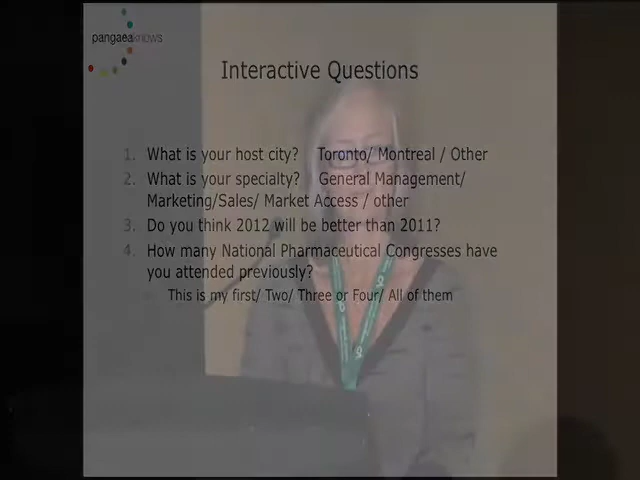 pangaeaknows
Interactive Questions
1. What is your host city? Toronto/ Montreal / Other
2. What is your specialty? General Management/
Marketing/Sales/ Market Access / other
3. Do you think 2012 will be better than 2011?
4. How many National Pharmaceutical Congresses have
you attended previously?
This is my first/ Two/ Three or Four/ All of them